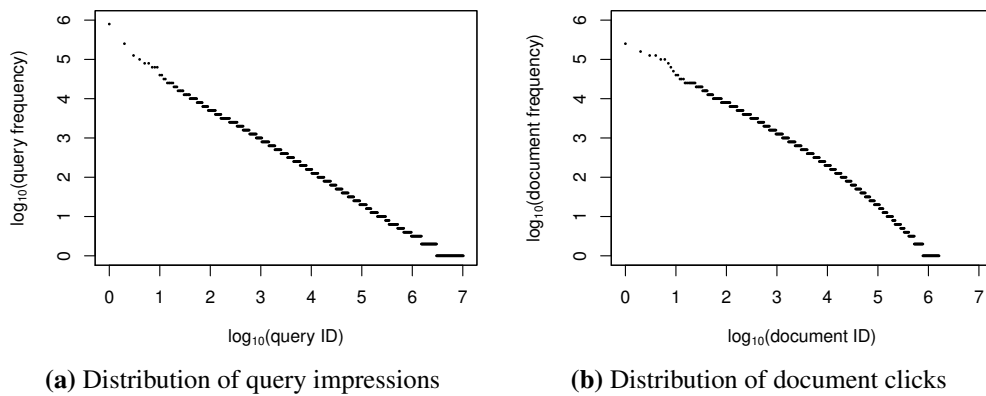 log₁₀(query frequency)
6
5
4
3
2
1
0
0 1 2 3 4 5 6 7
log₁₀(query ID)
(a) Distribution of query impressions
log₁₀(document frequency)
6
5
4
3
2
1
0
0 1 2 3 4 5 6 7
log₁₀(document ID)
(b) Distribution of document clicks